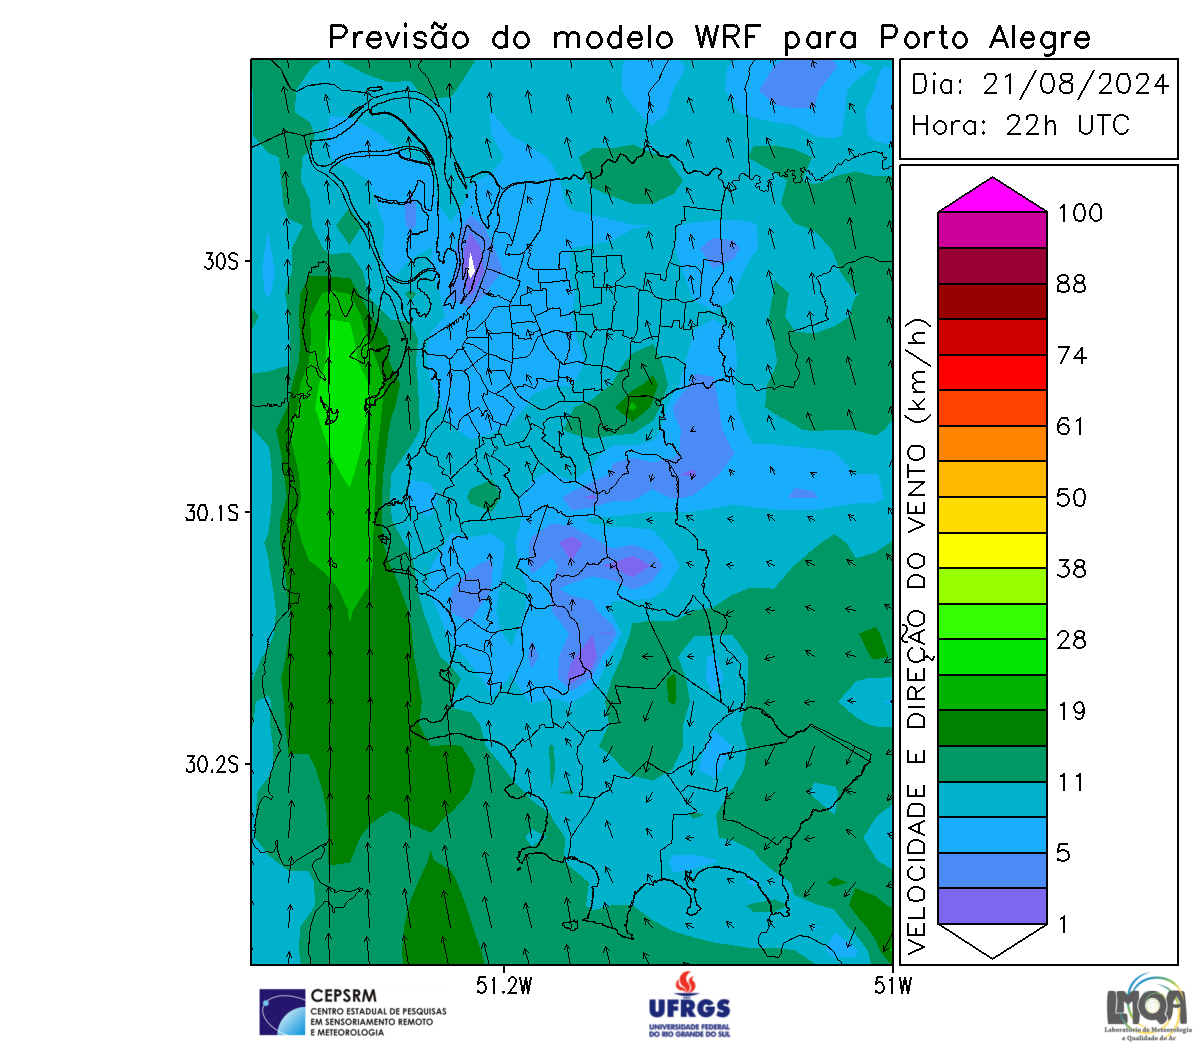 Previsão do modelo WRF para Porto Alegre
Dia: 21/08/2024
Hora: 22h UTC
30S
30.1S
30.2S
51.2W
51W
VELOCIDADE E DIREÇÃO DO VENTO (km/h)
100
88
74
61
50
38
28
19
11
5
1
CEPSRM
CENTRO ESTADUAL DE PESQUISAS
EM SENSORIAMENTO REMOTO
E METEOROLOGIA
UFRGS
UNIVERSIDADE FEDERAL
DO RIO GRANDE DO SUL
LMQA
Laboratório de Meteorologia
e Qualidade do Ar